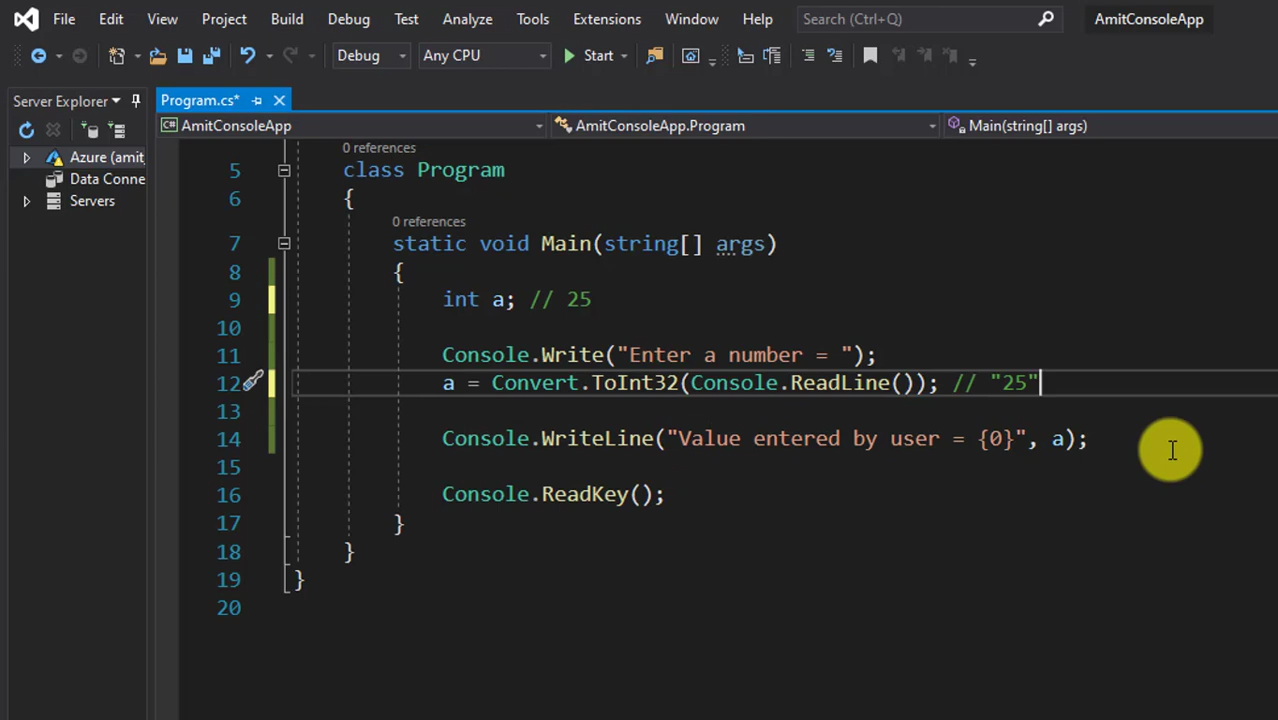 File Edit View Project Build Debug Test Analyze Tools Extensions Window Help Search (Ctrl+Q) AmitConsoleApp
Debug Any CPU Start
Server Explorer Program.cs*
AmitConsoleApp AmitConsoleApp.Program Main(string[] args)
Azure (amit
Data Conne
Servers
0 references
5 class Program
6 {
0 references
7 static void Main(string[] args)
8 {
9 int a; // 25
10
11 Console.Write("Enter a number = ");
12 a = Convert.ToInt32(Console.ReadLine()); // "25"
13
14 Console.WriteLine("Value entered by user = {0}", a);
15
16 Console.ReadKey();
17 }
18 }
19 }
20